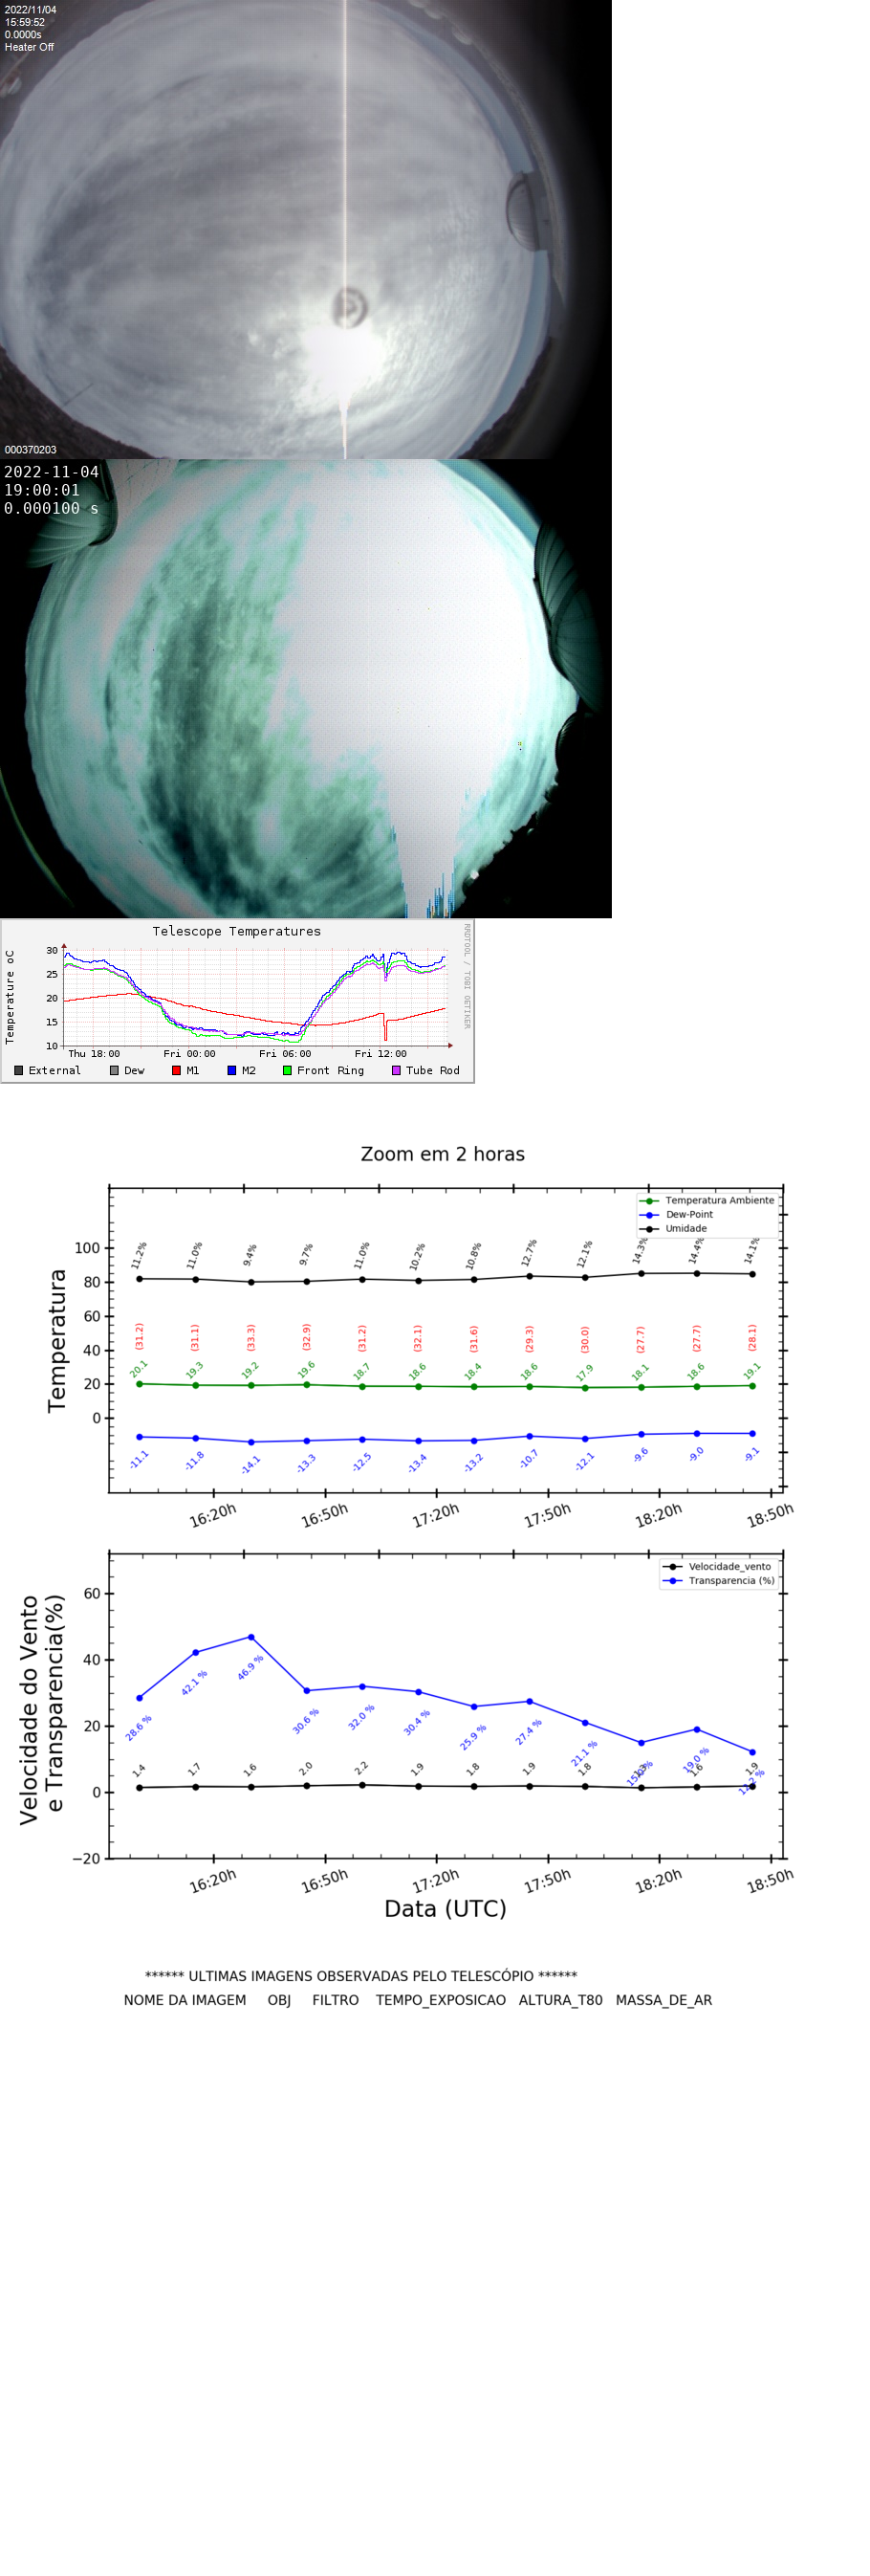 2022/11/04
15:59:52
0.0000s
Heater Off
000370203
2022-11-04
19:00:01
0.000100 s
Telescope Temperatures
RRDTOOL / TOBI OETIKER
Temperature oC
30
25
20
15
10
Thu 18:00 Fri 00:00 Fri 06:00 Fri 12:00
External Dew M1 M2 Front Ring Tube Rod
Zoom em 2 horas
Temperatura Ambiente
Dew-Point
Umidade
Temperatura
100
80
60
40
20
0
11.2% 11.0% 9.4% 9.7% 11.0% 10.2% 10.8% 12.7% 12.1% 14.3% 14.4% 14.1%
(31.2) (31.1) (33.3) (32.9) (31.2) (32.1) (31.6) (29.3) (30.0) (27.7) (27.7) (28.1)
20.1 19.3 19.2 19.6 18.7 18.6 18.4 18.6 17.9 18.1 18.6 19.1
-11.1 -11.8 -14.1 -13.3 -12.5 -13.4 -13.2 -10.7 -12.1 -9.6 -9.0 -9.1
16:20h 16:50h 17:20h 17:50h 18:20h 18:50h
Velocidade_vento
Transparencia (%)
Velocidade do Vento
e Transparencia(%)
60
40
20
0
−20
28.6 % 42.1 % 46.9 % 30.6 % 32.0 % 30.4 % 25.9 % 27.4 % 21.1 % 19.0 %
1.4 1.7 1.6 2.0 2.2 1.9 1.8 1.9 1.8 1.6 1.9
16:20h 16:50h 17:20h 17:50h 18:20h 18:50h
Data (UTC)
****** ULTIMAS IMAGENS OBSERVADAS PELO TELESCÓPIO ******
NOME DA IMAGEM OBJ FILTRO TEMPO_EXPOSICAO ALTURA_T80 MASSA_DE_AR